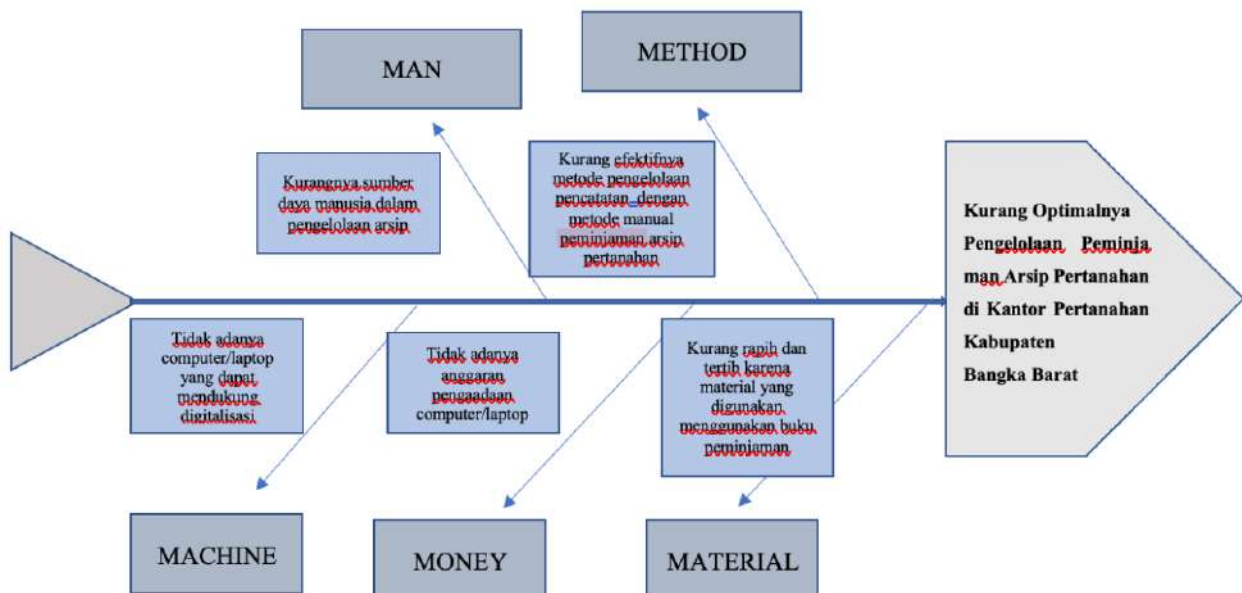 MAN
METHOD
Kurangnya sumber
daya manusia dalam
pengelolaan arsip
Kurang efektifnya
metode pengelolaan
pencatatan dengan
metode manual
peminjaman arsip
pertanahan
Kurang Optimalnya
Pengelolaan Peminja
man Arsip Pertanahan
di Kantor Pertanahan
Kabupaten
Bangka Barat
Tidak adanya
computer/laptop
yang dapat
mendukung
digitalisasi
Tidak adanya
anggaran
pengaadaan
computer/laptop
Kurang rapih dan
tertib karena
material yang
digunakan
menggunakan buku
peminjaman
MACHINE
MONEY
MATERIAL